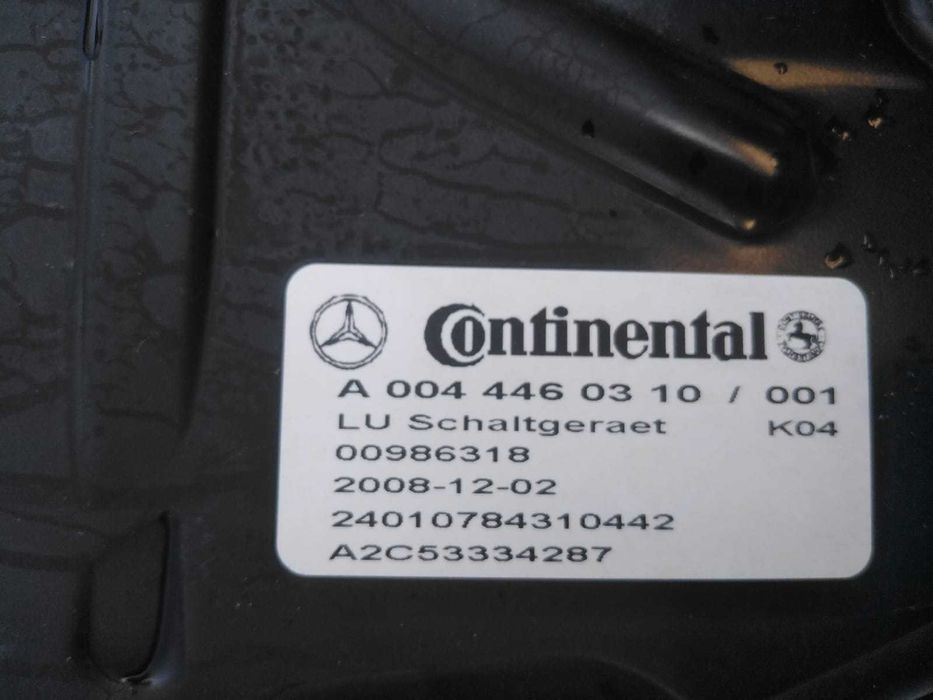 Continental
A 004 446 03 10 / 001
LU Schaltgeraet K04
00986318
2008-12-02
24010784310442
A2C53334287